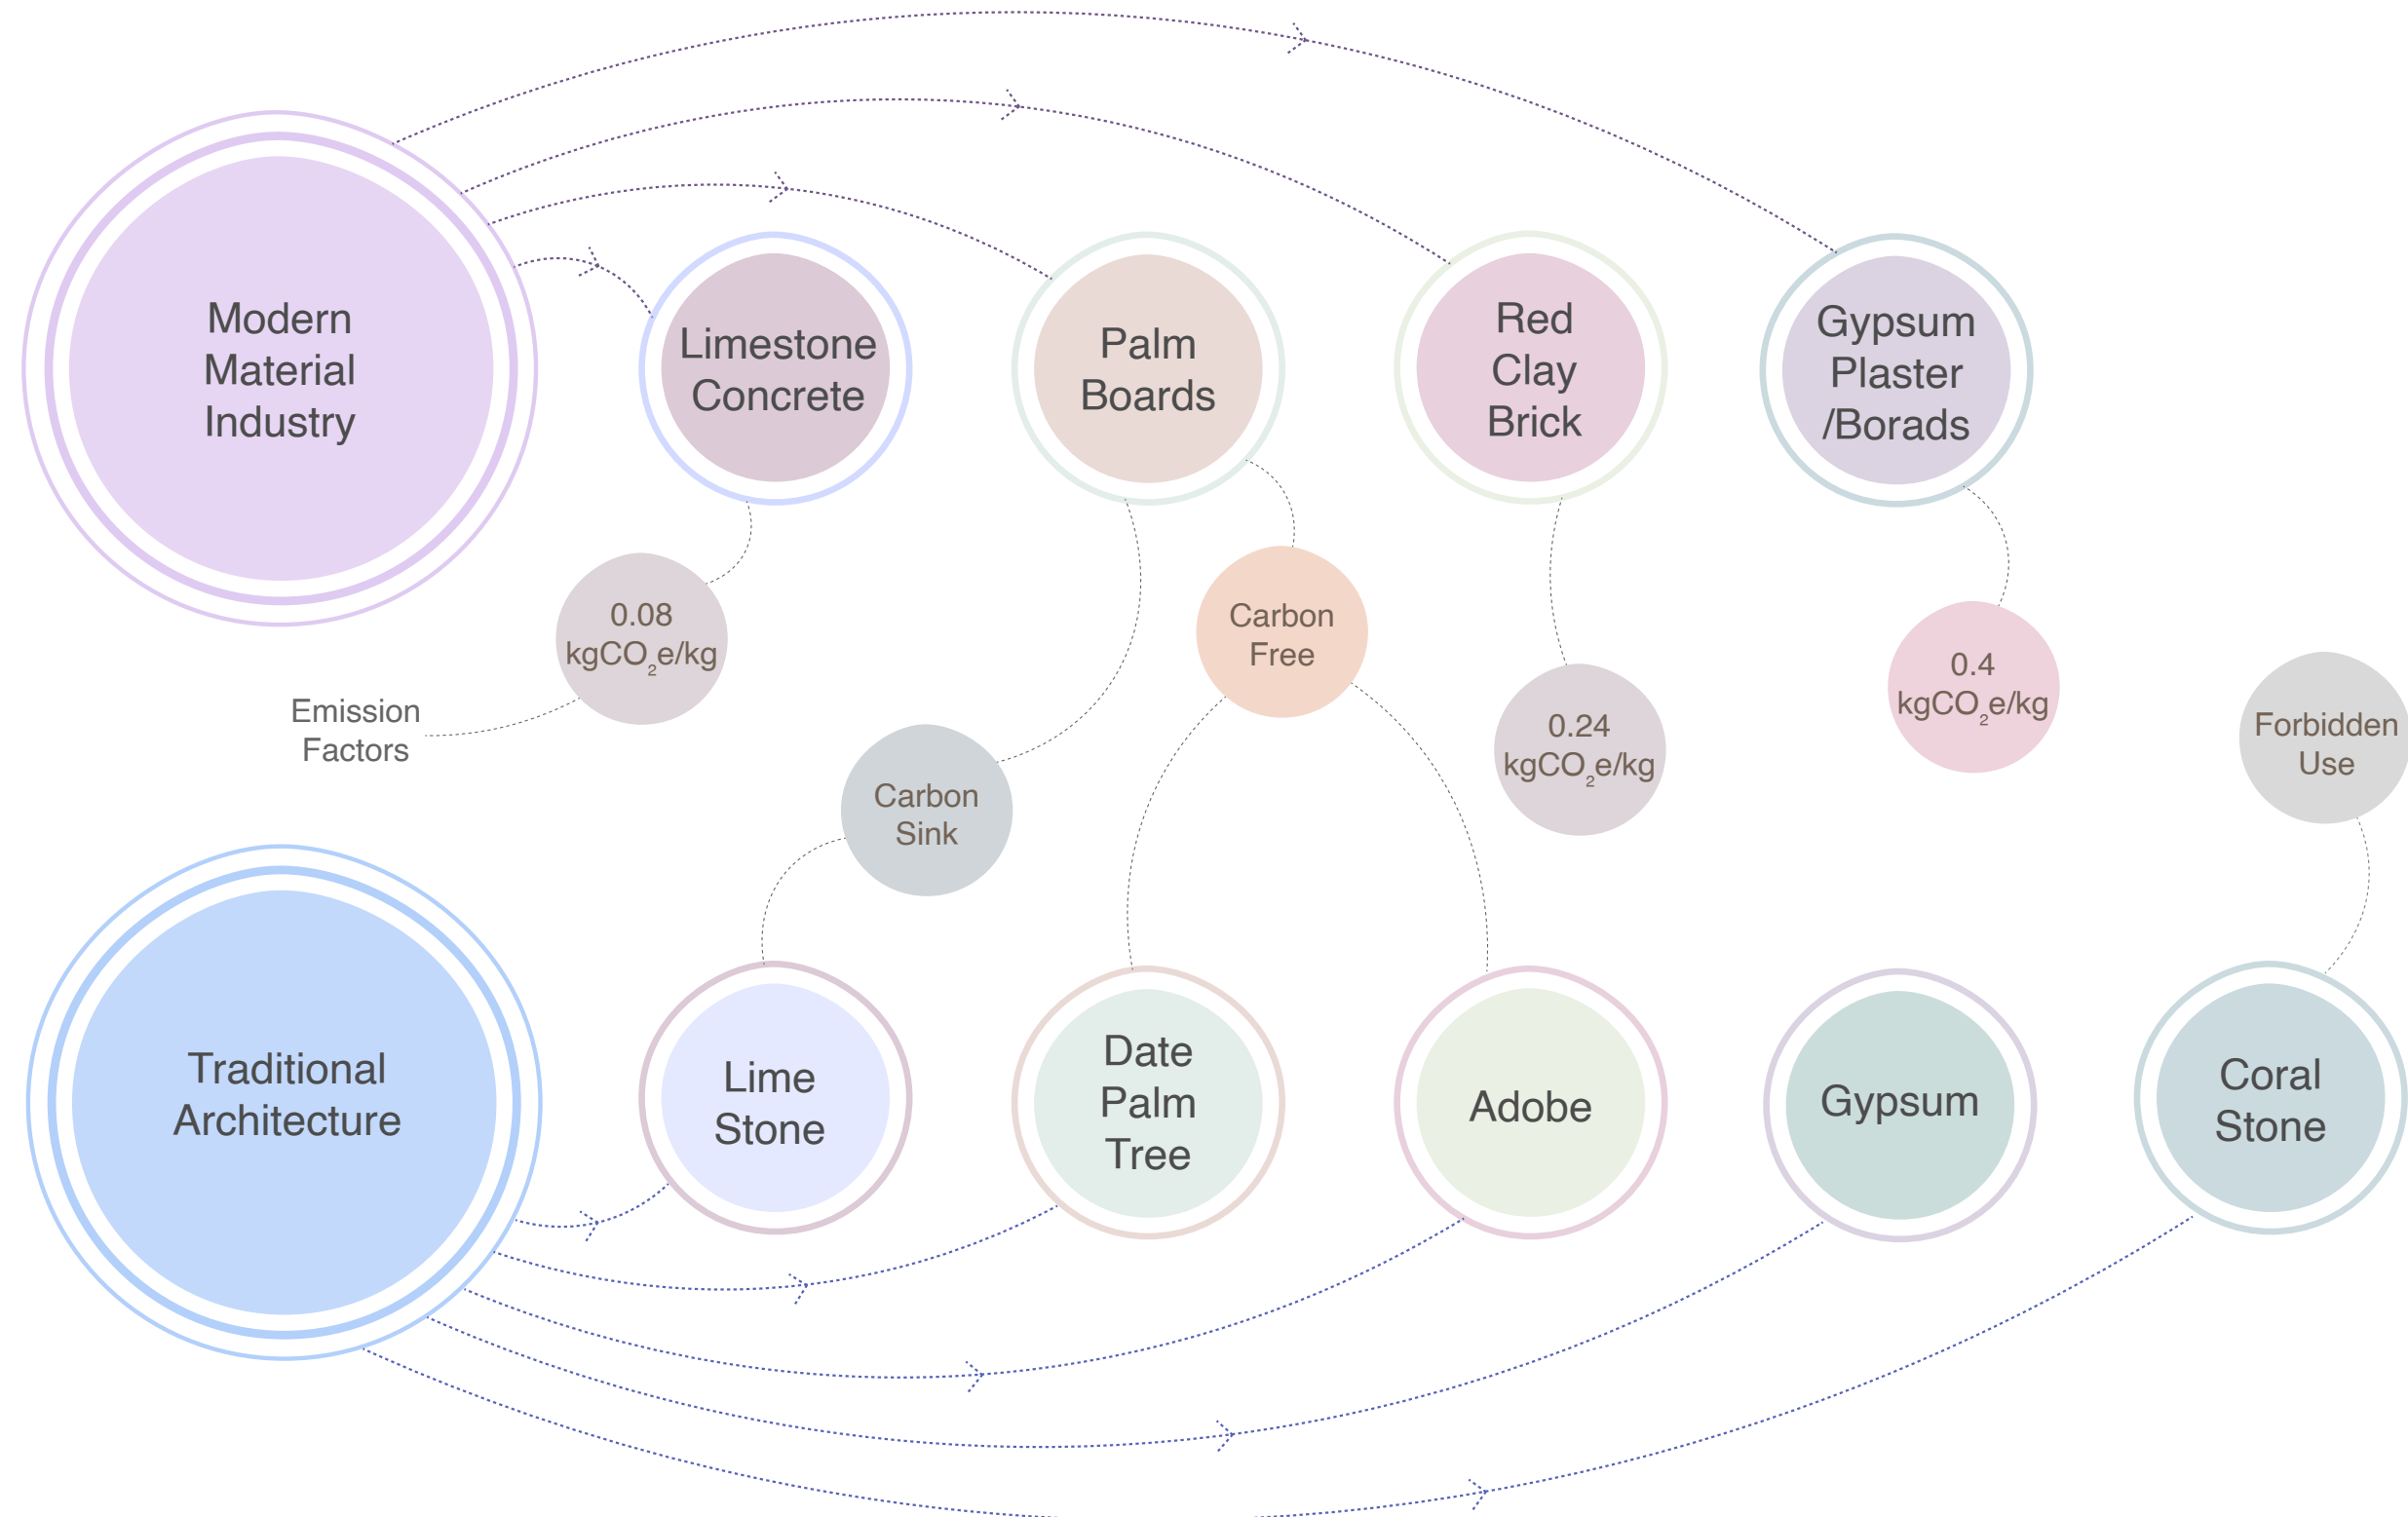 Modern
Material
Industry
Limestone
Concrete
Palm
Boards
Red
Clay
Brick
Gypsum
Plaster
/Borads
0.08
kgCO2e/kg
Emission
Factors
Carbon
Sink
Carbon
Free
0.24
kgCO2e/kg
0.4
kgCO2e/kg
Forbidden
Use
Traditional
Architecture
Lime
Stone
Date
Palm
Tree
Adobe
Gypsum
Coral
Stone